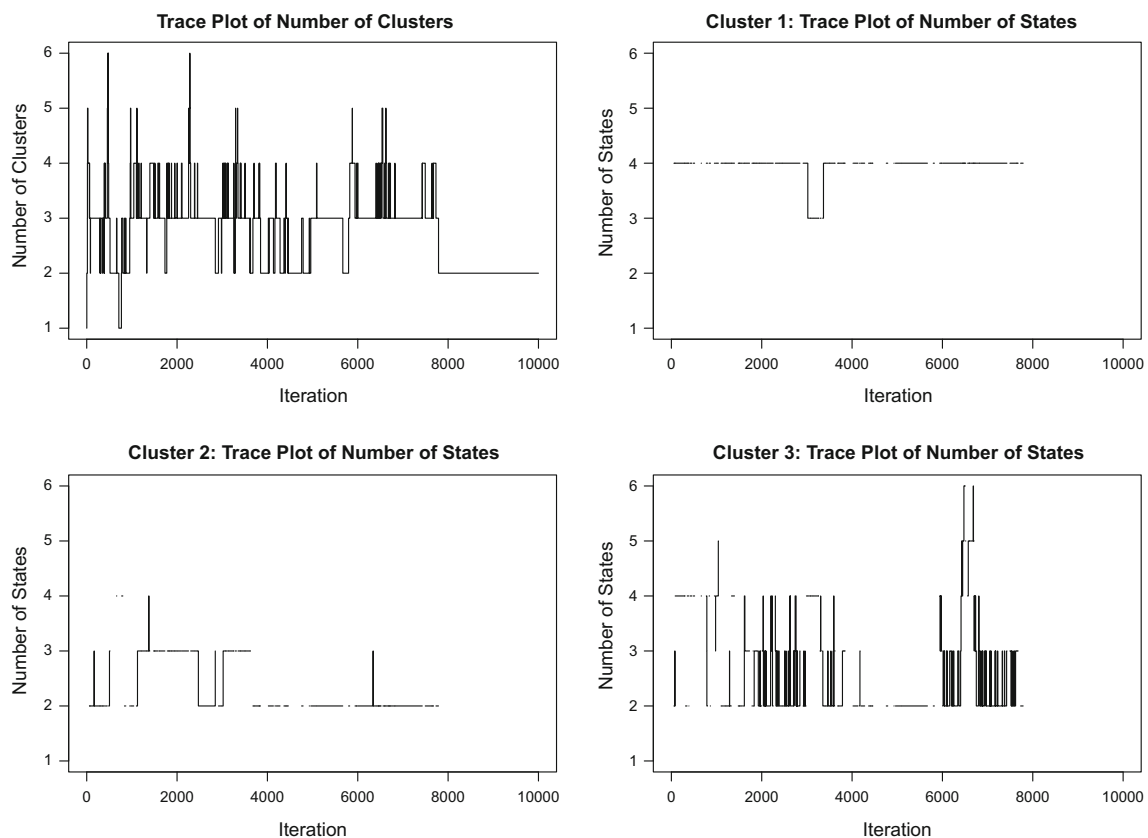 Trace Plot of Number of Clusters
Number of Clusters
6
5
4
3
2
1
0 2000 4000 6000 8000 10000
Iteration
Cluster 1: Trace Plot of Number of States
Number of States
6
5
4
3
2
1
0 2000 4000 6000 8000 10000
Iteration
Cluster 2: Trace Plot of Number of States
Number of States
6
5
4
3
2
1
0 2000 4000 6000 8000 10000
Iteration
Cluster 3: Trace Plot of Number of States
Number of States
6
5
4
3
2
1
0 2000 4000 6000 8000 10000
Iteration